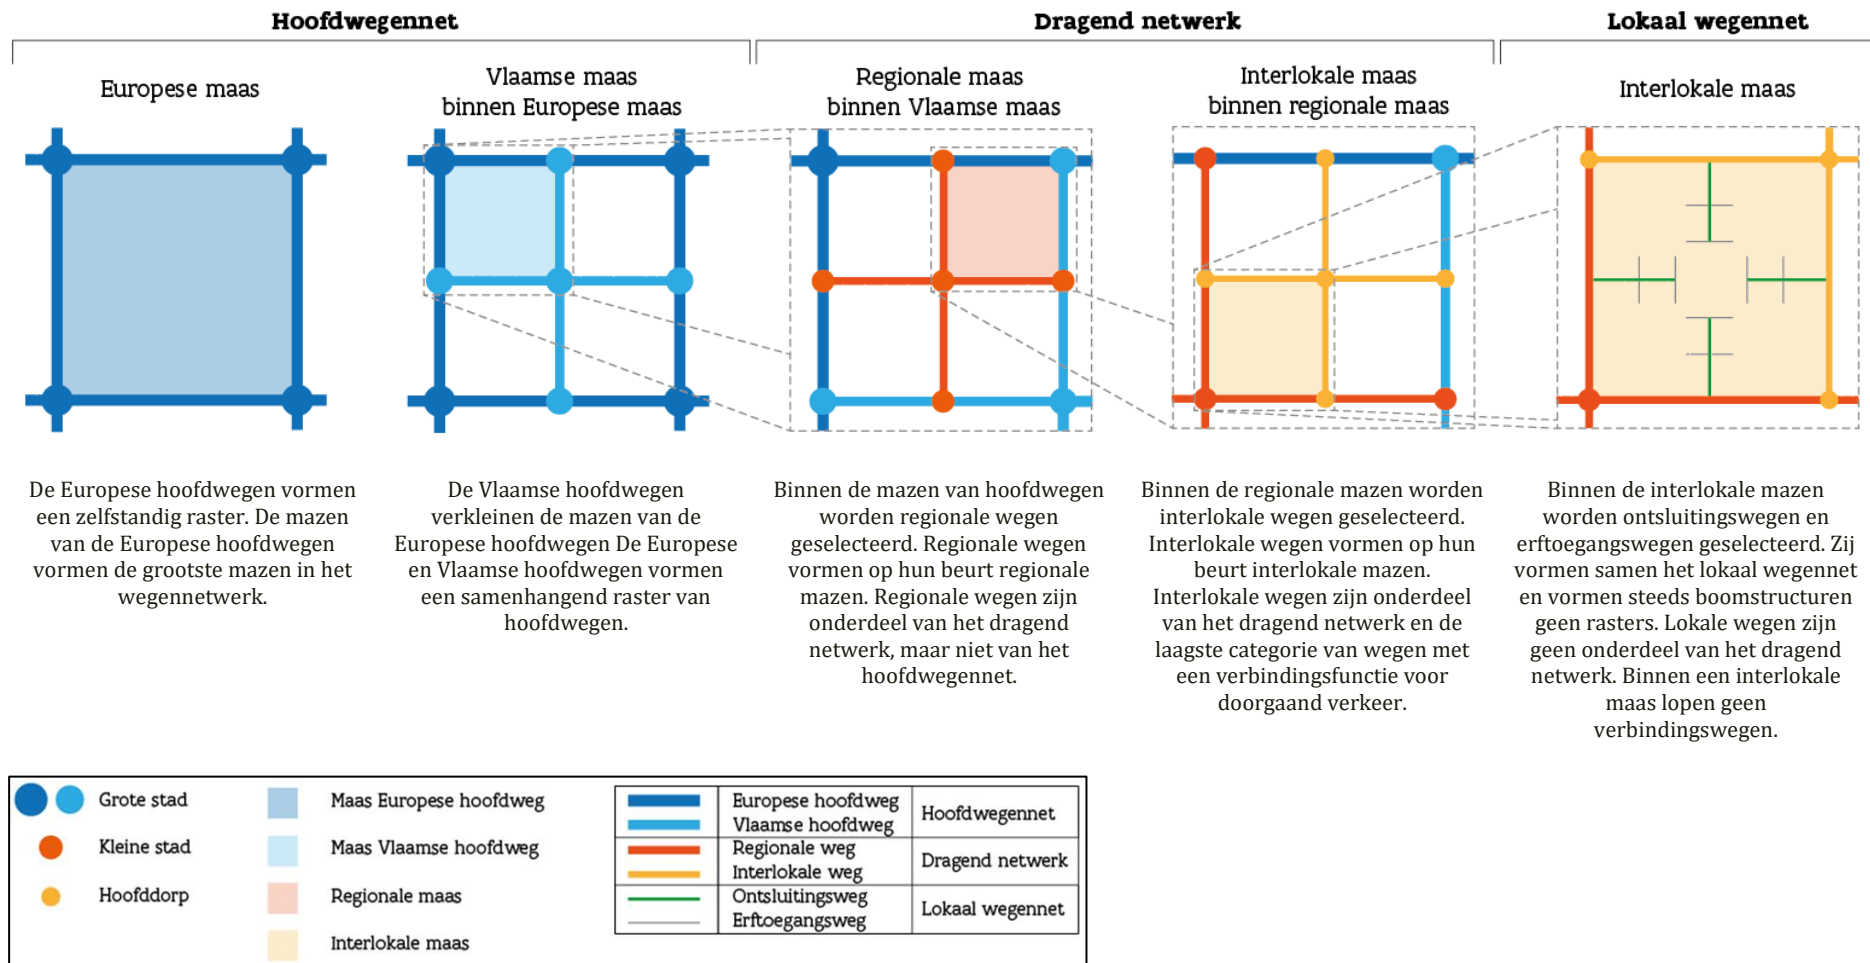 Hoofdwegennet
Dragend netwerk
Lokaal wegennet
Europese maas
Vlaamse maas
binnen Europese maas
Regionale maas
binnen Vlaamse maas
Interlokale maas
binnen regionale maas
Interlokale maas
De Europese hoofdwegen vormen
een zelfstandig raster. De mazen
van de Europese hoofdwegen
vormen de grootste mazen in het
wegennetwerk.
De Vlaamse hoofdwegen
verkleinen de mazen van de
Europese hoofdwegen De Europese
en Vlaamse hoofdwegen vormen
een samenhangend raster van
hoofdwegen.
Binnen de mazen van hoofdwegen
worden regionale wegen
geselecteerd. Regionale wegen
vormen op hun beurt regionale
mazen. Regionale wegen zijn
onderdeel van het dragend
netwerk, maar niet van het
hoofdwegennet.
Binnen de regionale mazen worden
interlokale wegen geselecteerd.
Interlokale wegen vormen op hun
beurt interlokale mazen.
Interlokale wegen zijn onderdeel
van het dragend netwerk en de
laagste categorie van wegen met
een verbindingsfunctie voor
doorgaand verkeer.
Binnen de interlokale mazen
worden ontsluitingswegen en
erftoegangswegen geselecteerd. Zij
vormen samen het lokaal wegennet
en vormen steeds boomstructuren
geen rasters. Lokale wegen zijn
geen onderdeel van het dragend
netwerk. Binnen een interlokale
maas lopen geen
verbindingswegen.
Grote stad
Kleine stad
Hoofddorp
Maas Europese hoofdweg
Maas Vlaamse hoofdweg
Regionale maas
Interlokale maas
Europese hoofdweg
Vlaamse hoofdweg
Hoofdwegennet
Regionale weg
Interlokale weg
Dragend netwerk
Ontsluitingsweg
Erftoegangsweg
Lokaal wegennet